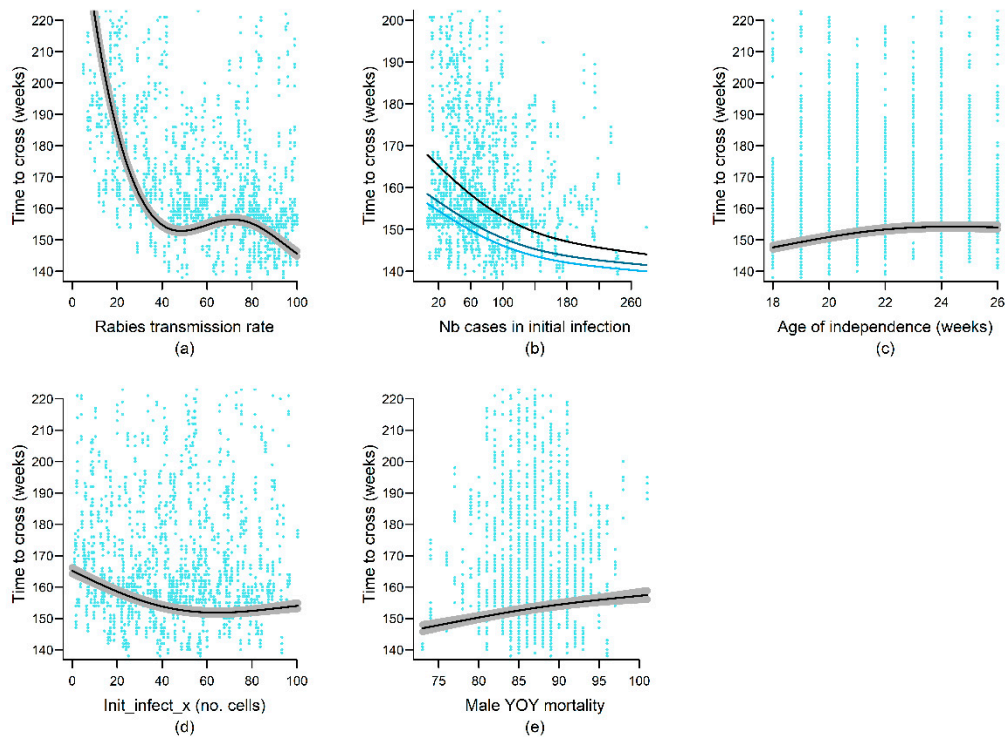 220
210
200
190
180
170
160
150
140
Time to cross (weeks)
0 20 40 60 80 100
Rabies transmission rate
(a)
200
190
180
170
160
150
140
Time to cross (weeks)
20 60 100 180 260
Nb cases in initial infection
(b)
220
210
200
190
180
170
160
150
140
Time to cross (weeks)
18 20 22 24 26
Age of independence (weeks)
(c)
220
210
200
190
180
170
160
150
140
Time to cross (weeks)
0 20 40 60 80 100
Init_infect_x (no. cells)
(d)
220
210
200
190
180
170
160
150
140
Time to cross (weeks)
75 80 85 90 95 100
Male YOY mortality
(e)